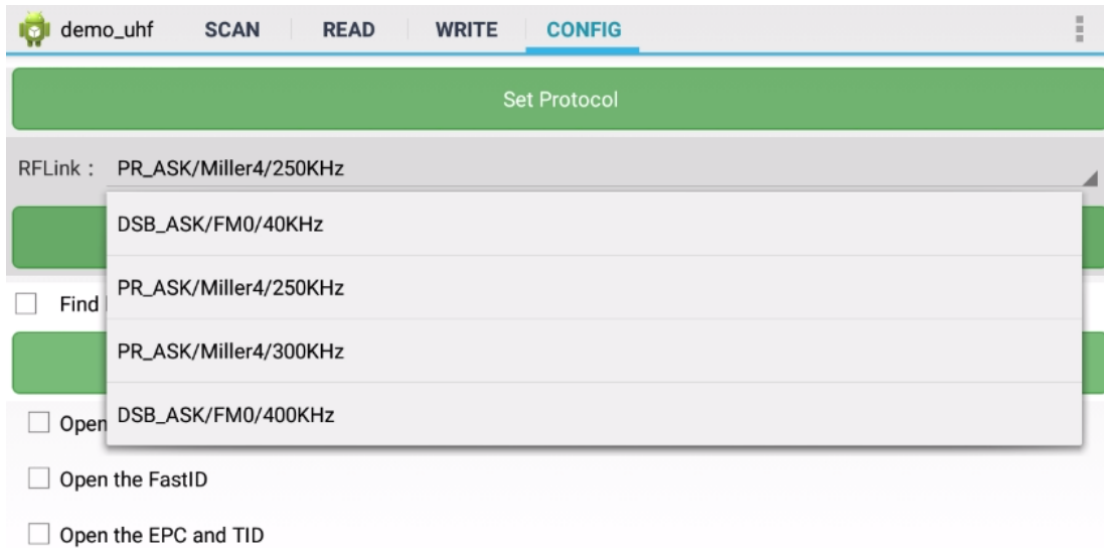 demo_uhf SCAN READ WRITE CONFIG
Set Protocol
RFLink : PR_ASK/Miller4/250KHz
DSB_ASK/FM0/40KHz
PR_ASK/Miller4/250KHz
Find
PR_ASK/Miller4/300KHz
DSB_ASK/FM0/400KHz
Open
Open the FastID
Open the EPC and TID